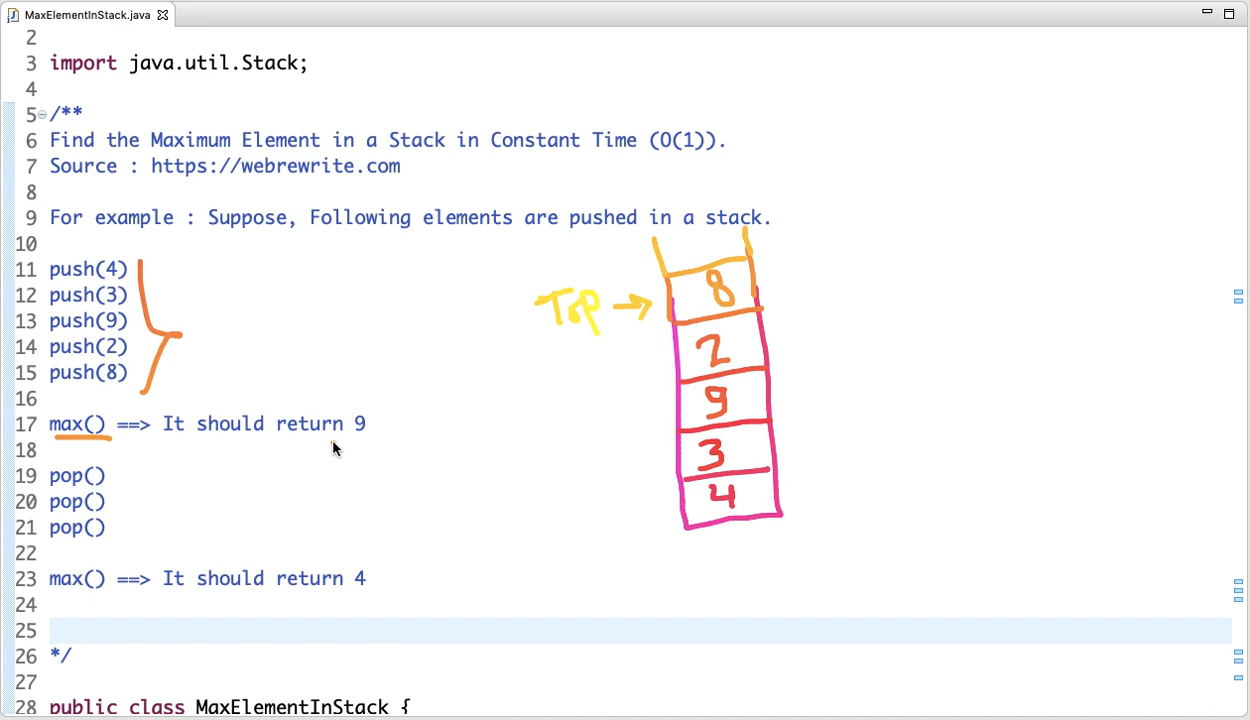 MaxElementInStack.java
2
3 import java.util.Stack;
4
5 /**
6 Find the Maximum Element in a Stack in Constant Time (O(1)).
7 Source : https://webrewrite.com
8
9 For example : Suppose, Following elements are pushed in a stack.
10
11 push(4)
12 push(3)
13 push(9)
14 push(2)
15 push(8)
16
17 max() ==> It should return 9
18
19 pop()
20 pop()
21 pop()
22
23 max() ==> It should return 4
24
25
26 */
27
28 public class MaxElementInStack {
TOP → 8
2
9
3
4